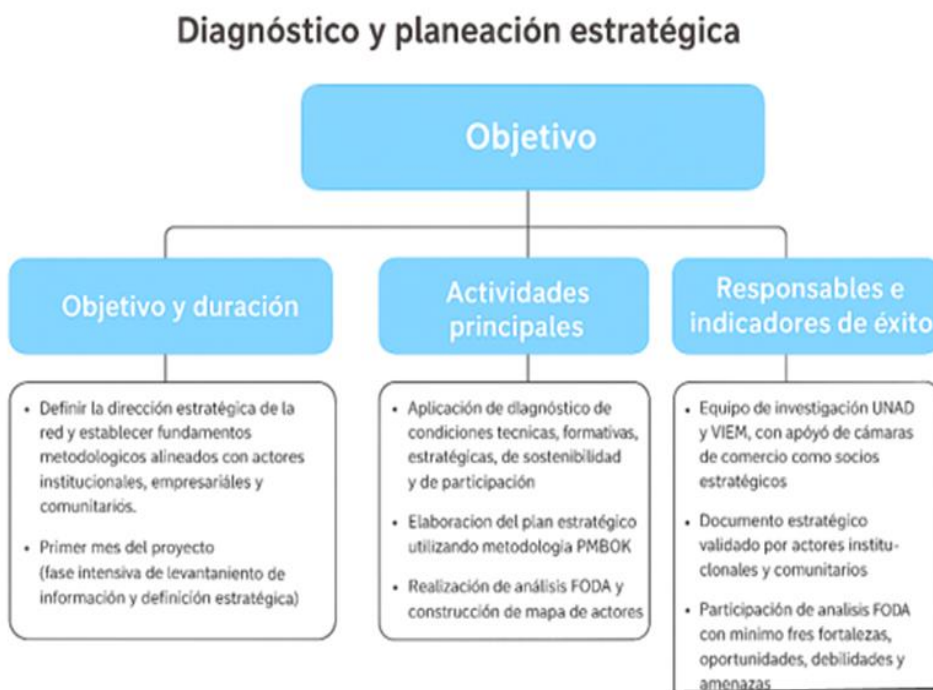 Diagnóstico y planeación estratégica
Objetivo
Objetivo y duración
• Definir la dirección estratégica de la
red y establecer fundamentos
metodologicos alineados con actores
institucionales, empresariáles y
comunitariós.
• Primer mes del proyecto
(fase intensiva de levantaniento de
información y definición estratégica)
Actividades
principales
• Aplicación de dlagnóstico de
condiciones tecnicas, formativas,
estratégicas, de sostenibilidad
y de participación
• Elaboracion del plan estratégico
utilizando metodologia PMBOK
• Realización de análisis FODA y
construcción de mapa de actores
Responsables e
indicadores de éxito
• Equipo de investigación UNAD
y VIEM, con apóyó de cámaras
de comercio como socios
estratégicos
• Documento estratégico
validado por actores institu-
clonales y comunitarios
• Participación de analisis FODA
con minimo fres fortalezas,
oportunidades, debilidades y
amenazas